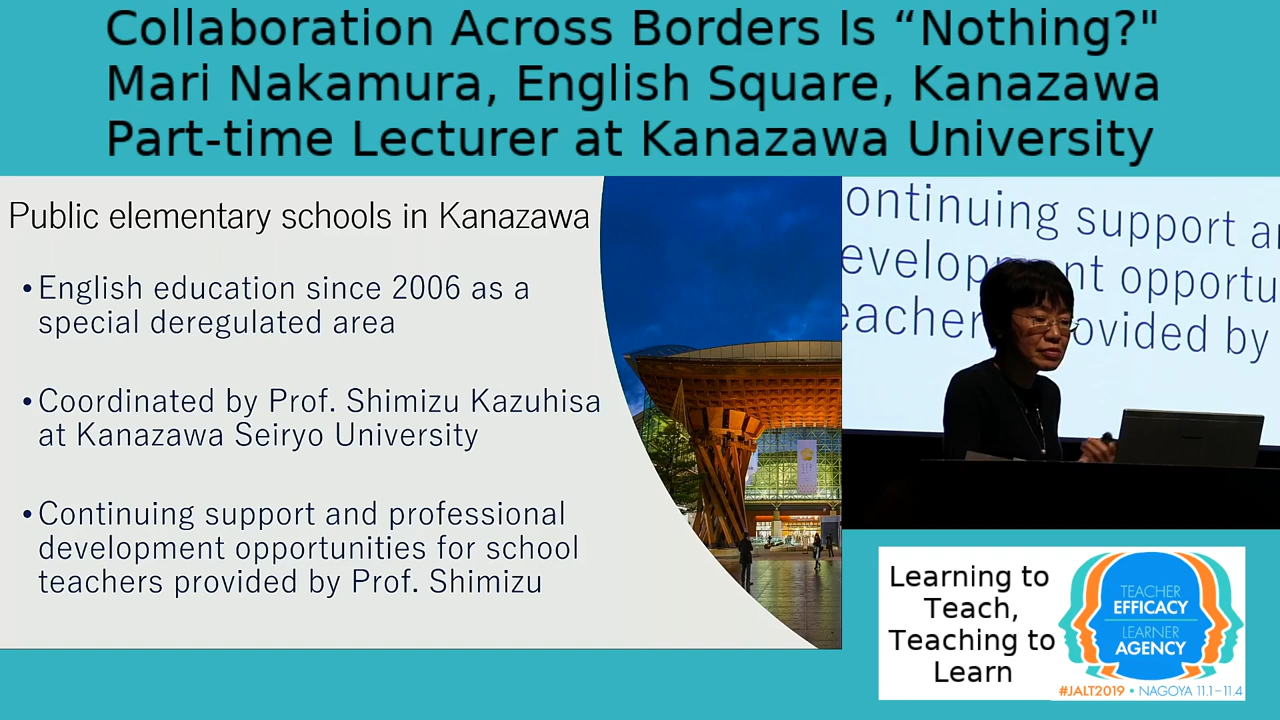 Collaboration Across Borders Is “Nothing?"
Mari Nakamura, English Square, Kanazawa
Part-time Lecturer at Kanazawa University
Public elementary schools in Kanazawa
•English education since 2006 as a
special deregulated area
•Coordinated by Prof. Shimizu Kazuhisa
at Kanazawa Seiryo University
•Continuing support and professional
development opportunities for school
teachers provided by Prof. Shimizu
ontinuing support a
evelop nt opportu
eacher ovided by
Learning to
Teach,
Teaching to
Learn
TEACHER
EFFICACY
LEARNER
AGENCY
#JALT2019 • NAGOYA 11.1–11.4